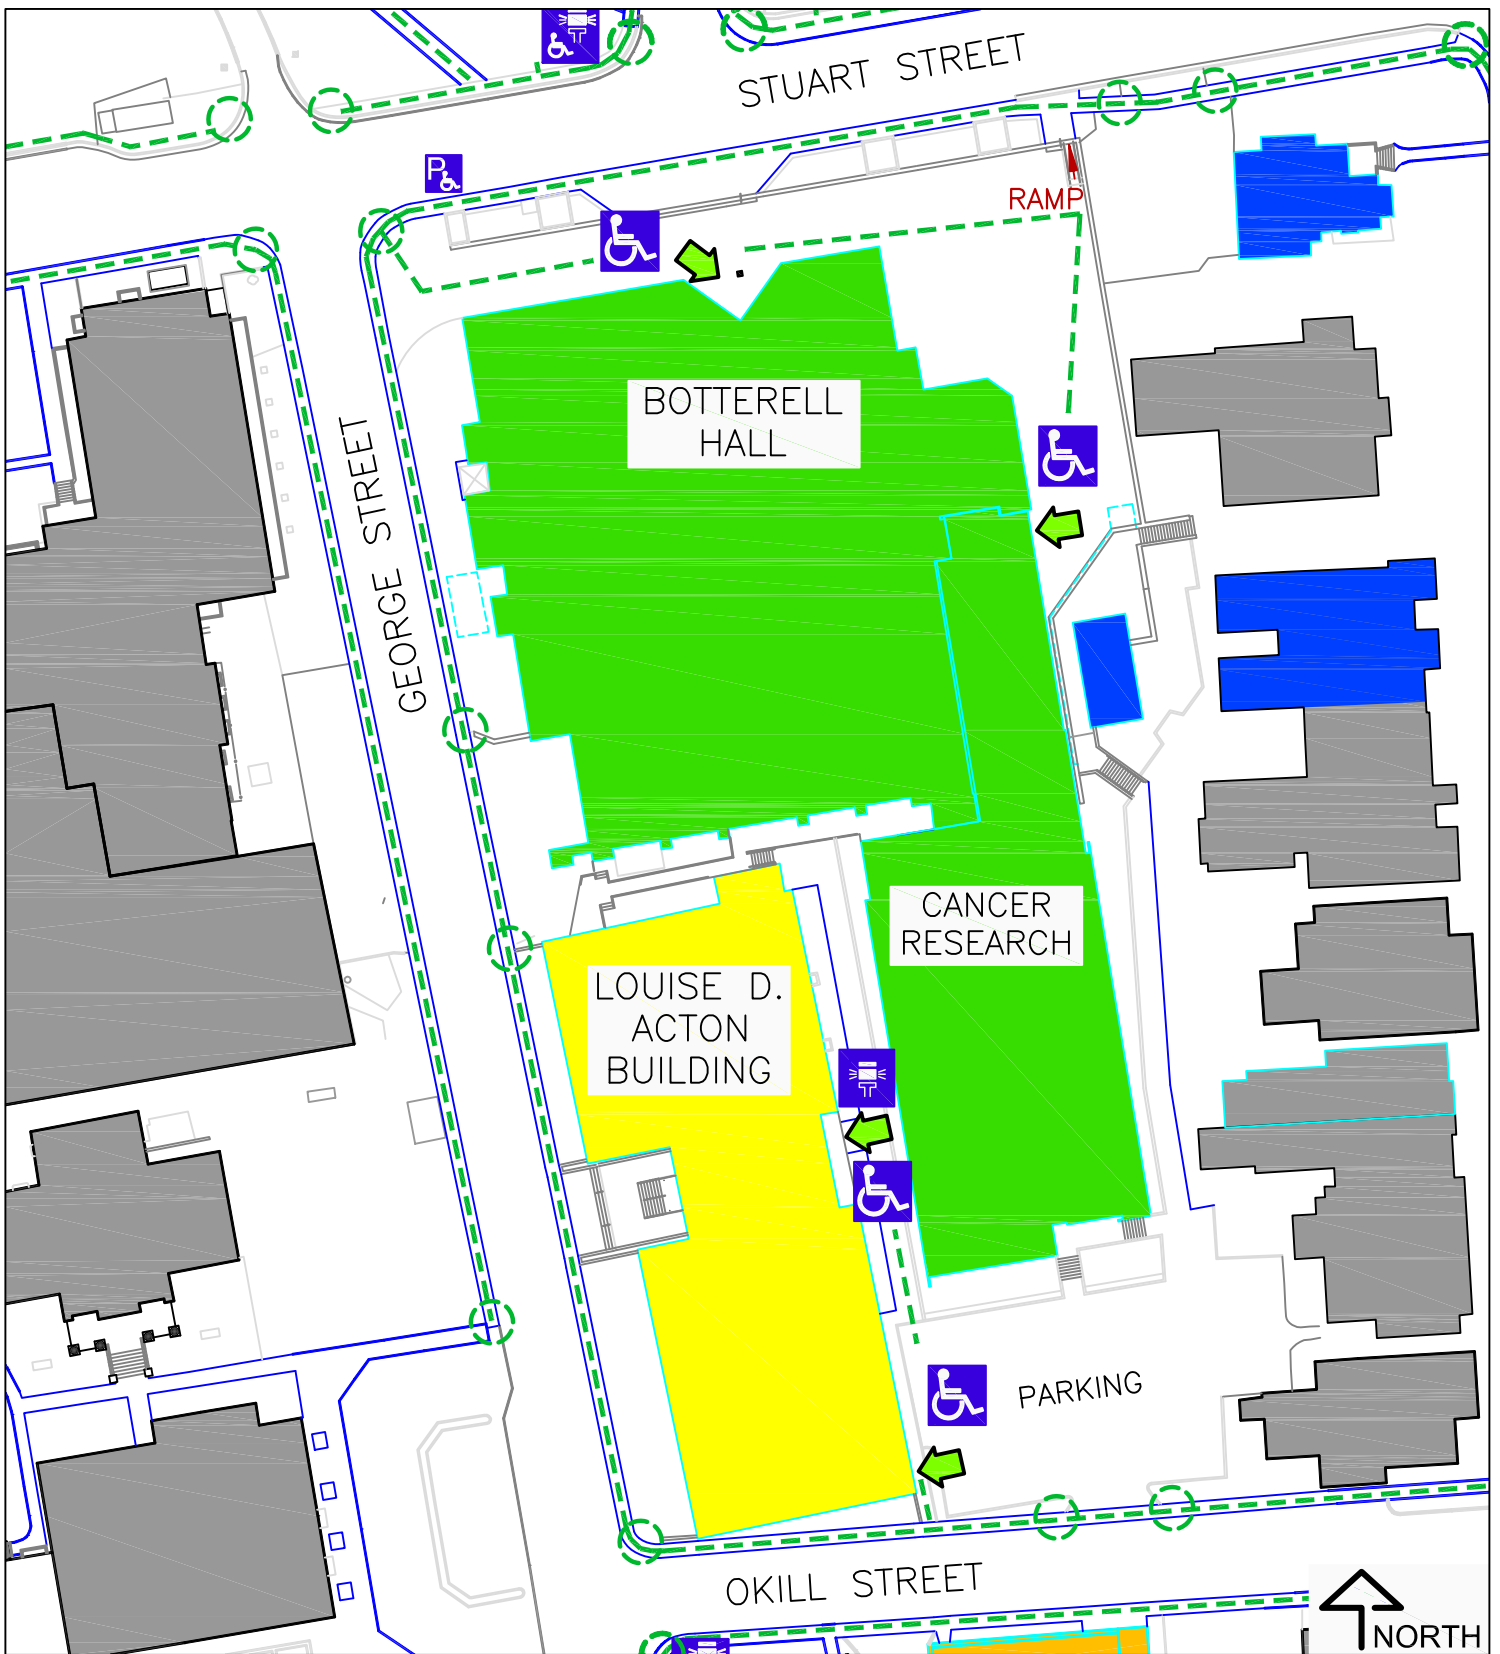 STUART STREET
P
RAMP
BOTTERELL
HALL
GEORGE STREET
CANCER
RESEARCH
LOUISE D.
ACTON
BUILDING
PARKING
OKILL STREET
NORTH